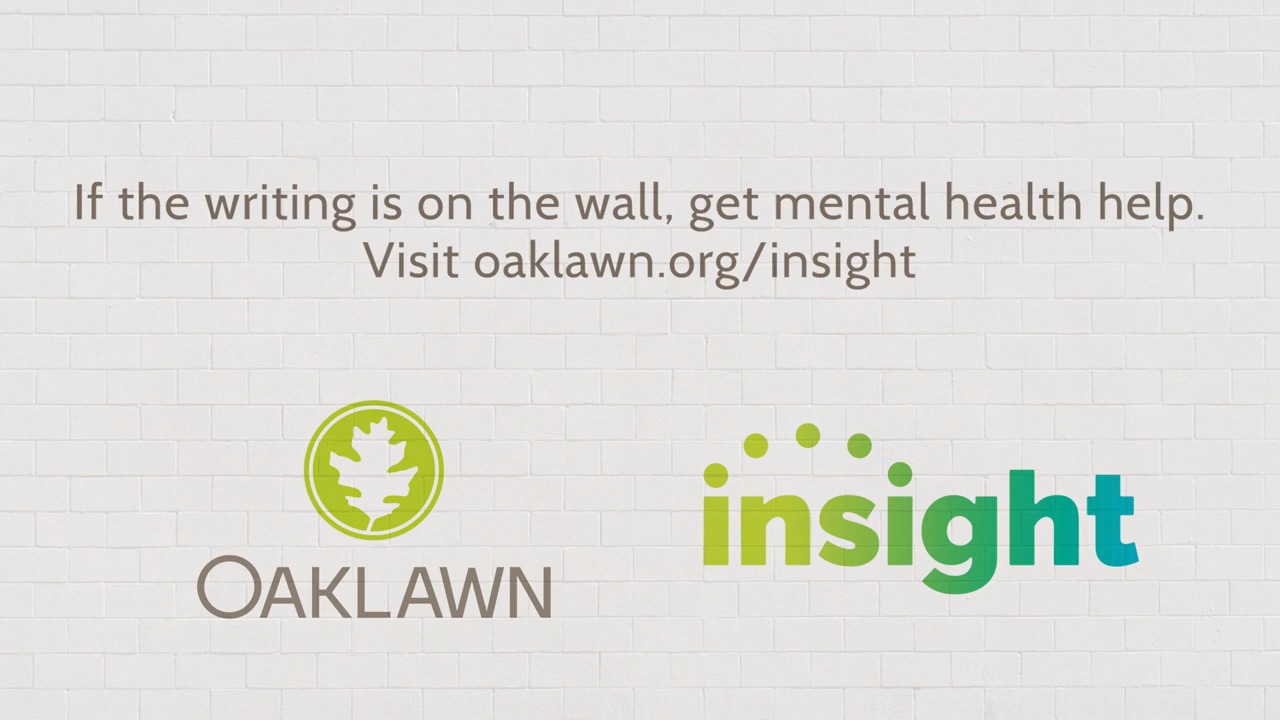 If the writing is on the wall, get mental health help.
Visit oaklawn.org/insight
OAKLAWN
insight